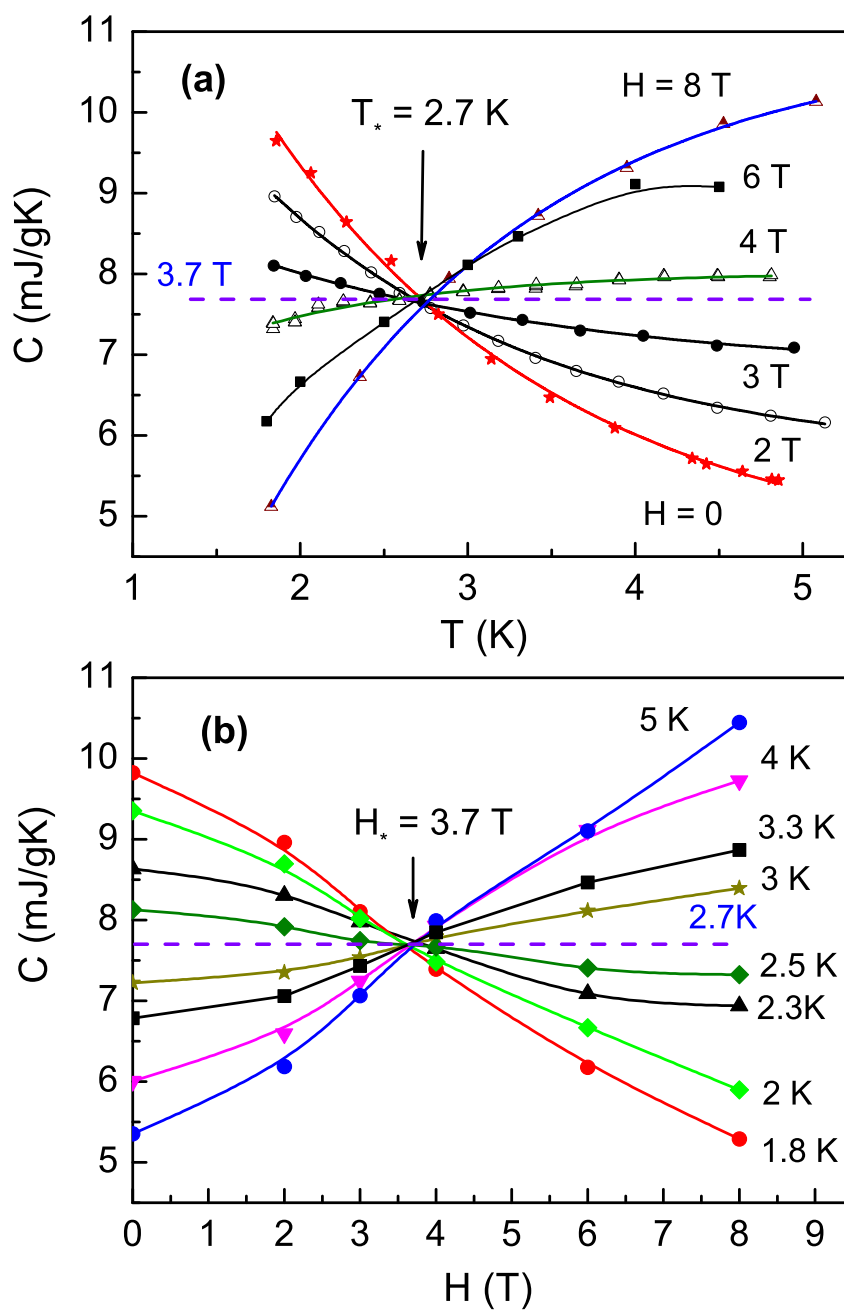 11
(a)
H = 8 T
10
T* = 2.7 K
9
6 T
4 T
8
3.7 T
C (mJ/gK)
7
3 T
6
2 T
5
H = 0
1 2 3 4 5
T (K)
11
(b)
5 K
10
4 K
H* = 3.7 T
3.3 K
9
3 K
8
2.7K
C (mJ/gK)
2.5 K
7
2.3K
6
2 K
5
1.8 K
0 1 2 3 4 5 6 7 8 9
H (T)